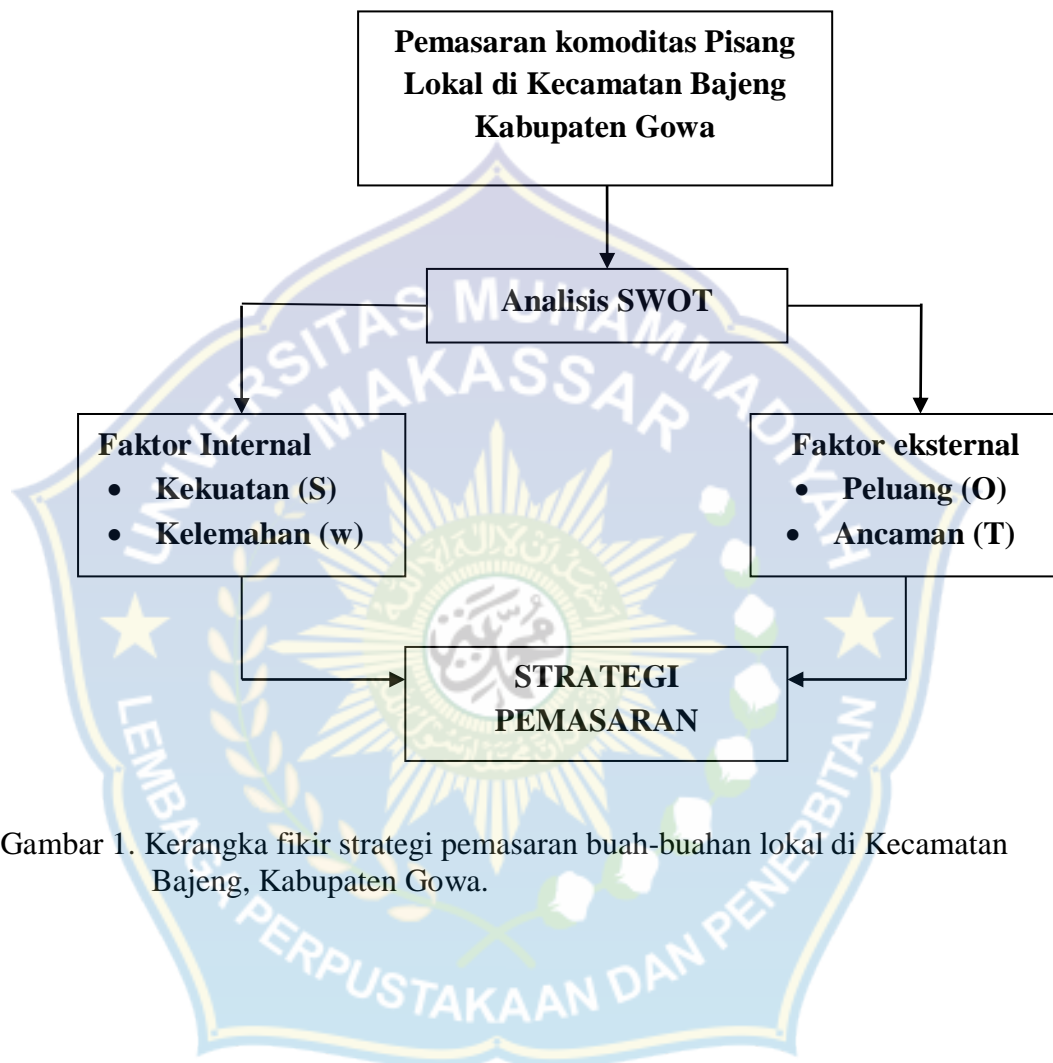 Pemasaran komoditas Pisang
Lokal di Kecamatan Bajeng
Kabupaten Gowa
Analisis SWOT
Faktor Internal
• Kekuatan (S)
• Kelemahan (w)
Faktor eksternal
• Peluang (O)
• Ancaman (T)
STRATEGI
PEMASARAN
Gambar 1. Kerangka fikir strategi pemasaran buah-buahan lokal di Kecamatan
Bajeng, Kabupaten Gowa.
UNIVERSITAS MUHAMMADIYAH
MAKASSAR
LEMBAGA PERPUSTAKAAN DAN PENERBITAN